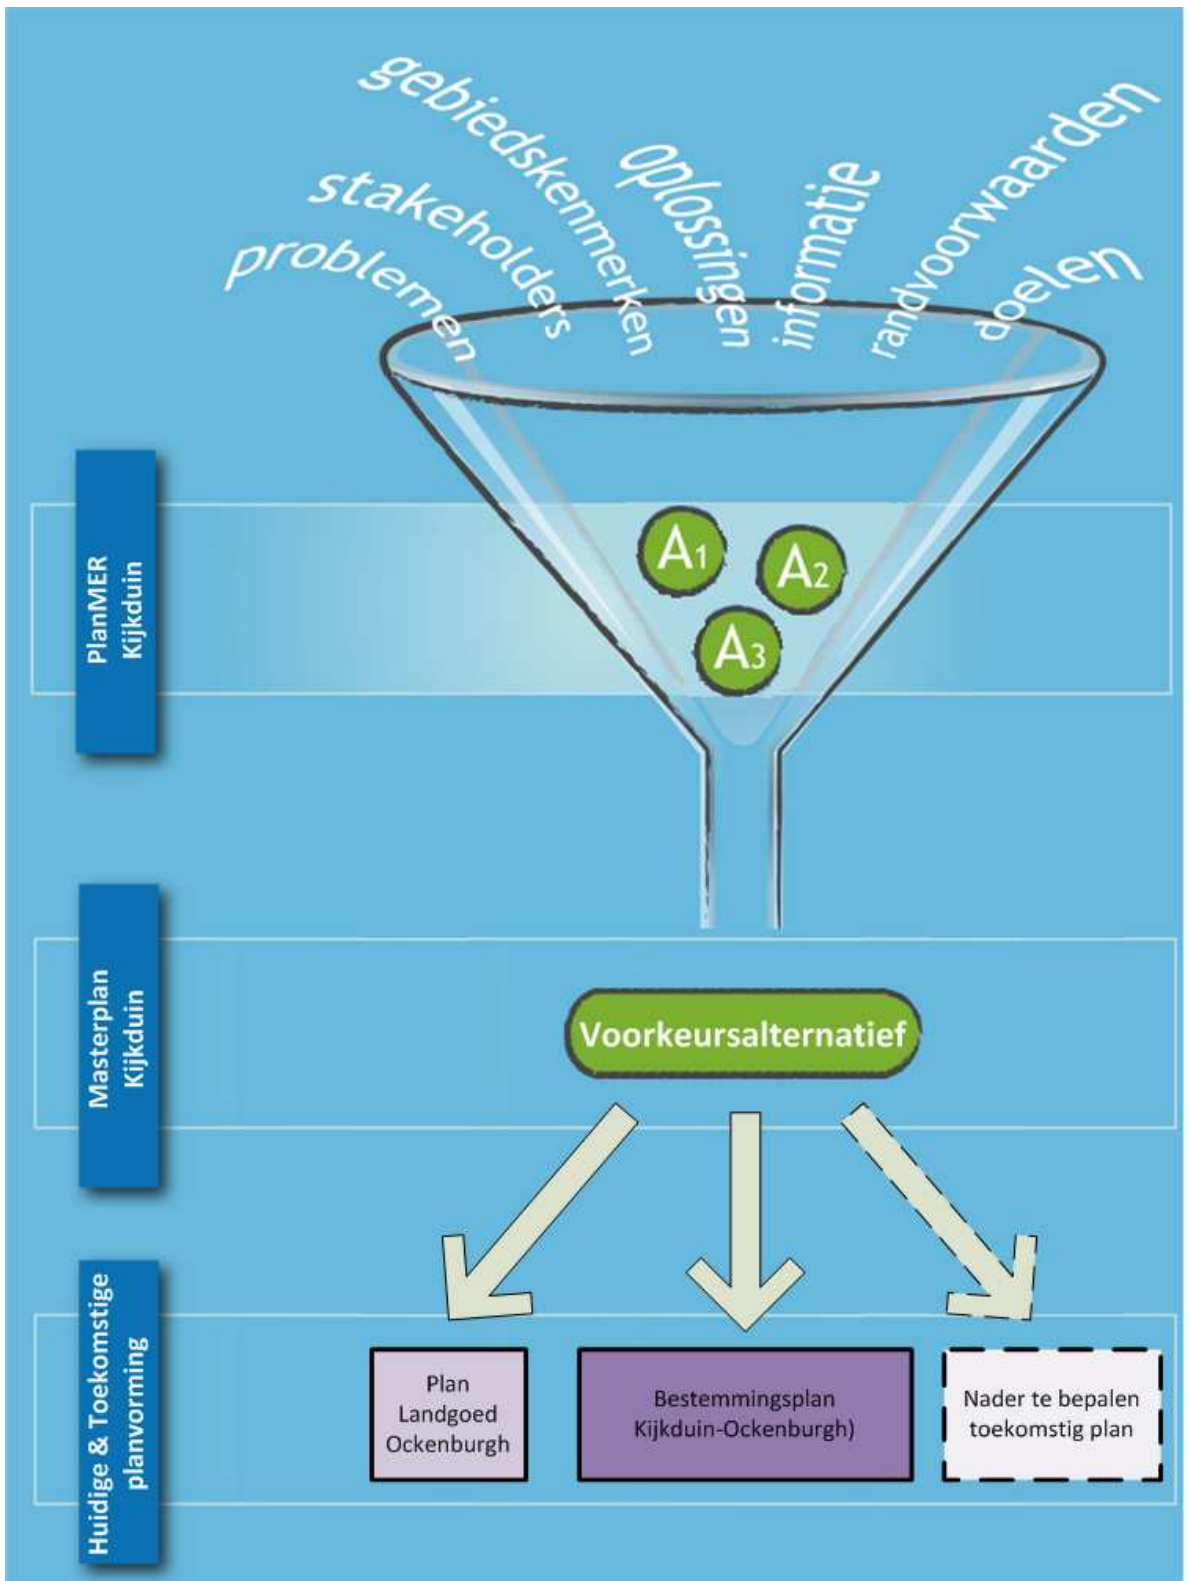 problemen
stakeholders
gebiedskenmerken
oplossingen
informatie
randvoorwaarden
doelen
PlanMER
Kijkduin
A1
A2
A3
Masterplan
Kijkduin
Voorkeursalternatief
Huidige & Toekomstige
planvorming
Plan
Landgoed
Ockenburgh
Bestemmingsplan
Kijkduin-Ockenburgh)
Nader te bepalen
toekomstig plan